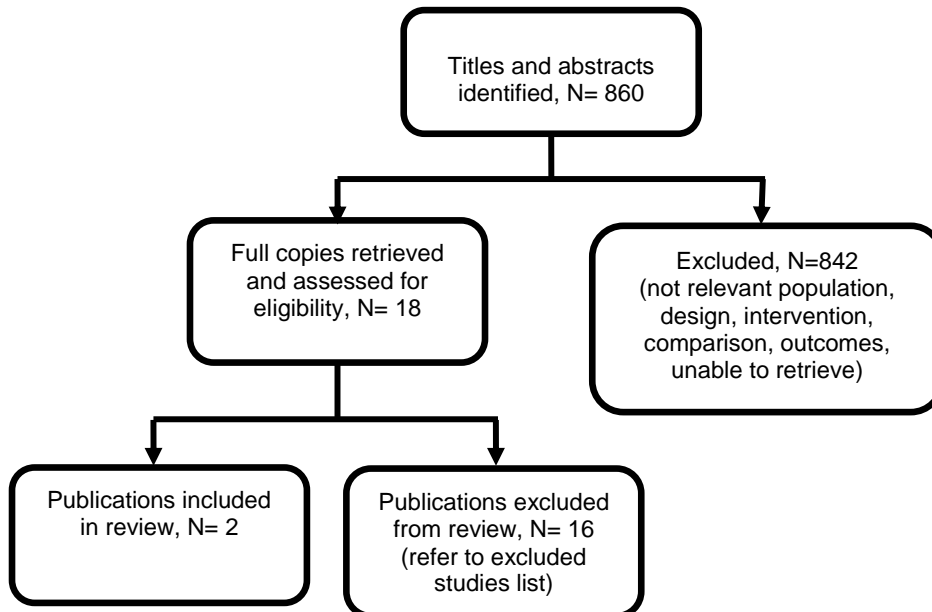 Titles and abstracts
identified, N= 860
Full copies retrieved
and assessed for
eligibility, N= 18
Excluded, N=842
(not relevant population,
design, intervention,
comparison, outcomes,
unable to retrieve)
Publications included
in review, N= 2
Publications excluded
from review, N= 16
(refer to excluded
studies list)